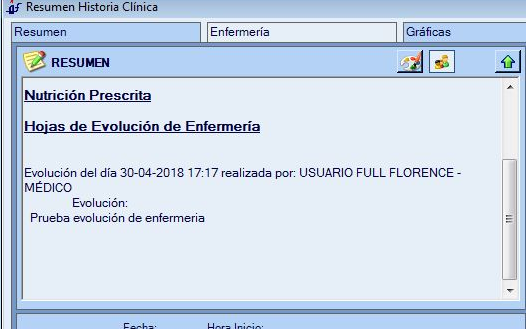 Resumen Historia Clínica
Resumen
Enfermería
Gráficas
RESUMEN
Nutrición Prescrita
Hojas de Evolución de Enfermería
Evolución del día 30-04-2018 17:17 realizada por: USUARIO FULL FLORENCE -
MÉDICO
Evolución:
Prueba evolución de enfermeria
Fecha:
Hora Inicio: